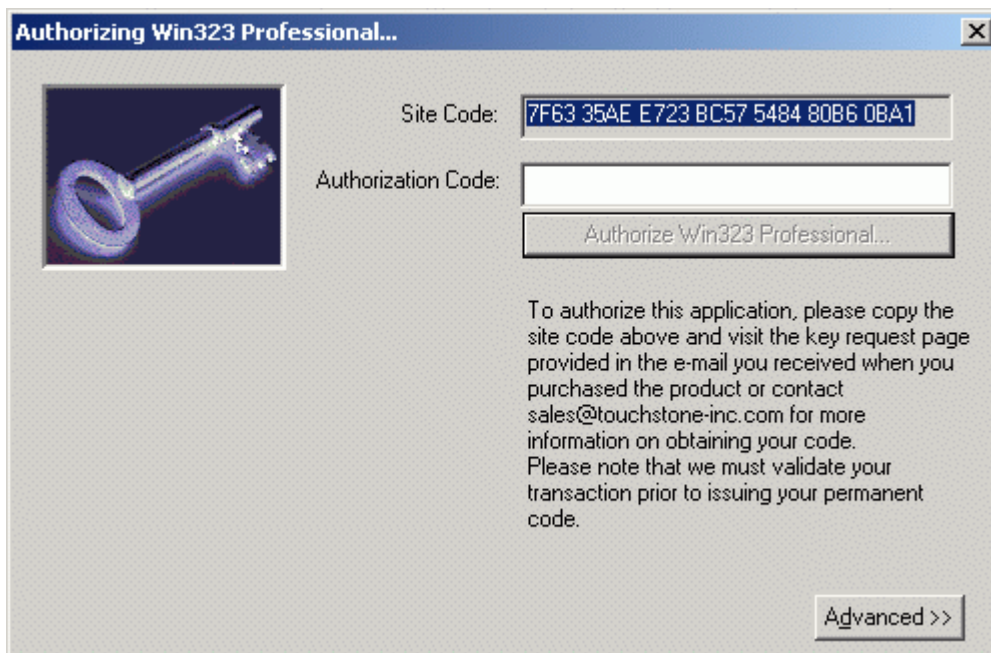 Authorizing Win323 Professional...
Site Code:
7F63 35AE E723 BC57 5484 80B6 0BA1
Authorization Code:
Authorize Win323 Professional...
To authorize this application, please copy the
site code above and visit the key request page
provided in the e-mail you received when you
purchased the product or contact
sales@touchstone-inc.com for more
information on obtaining your code.
Please note that we must validate your
transaction prior to issuing your permanent
code.
Advanced >>